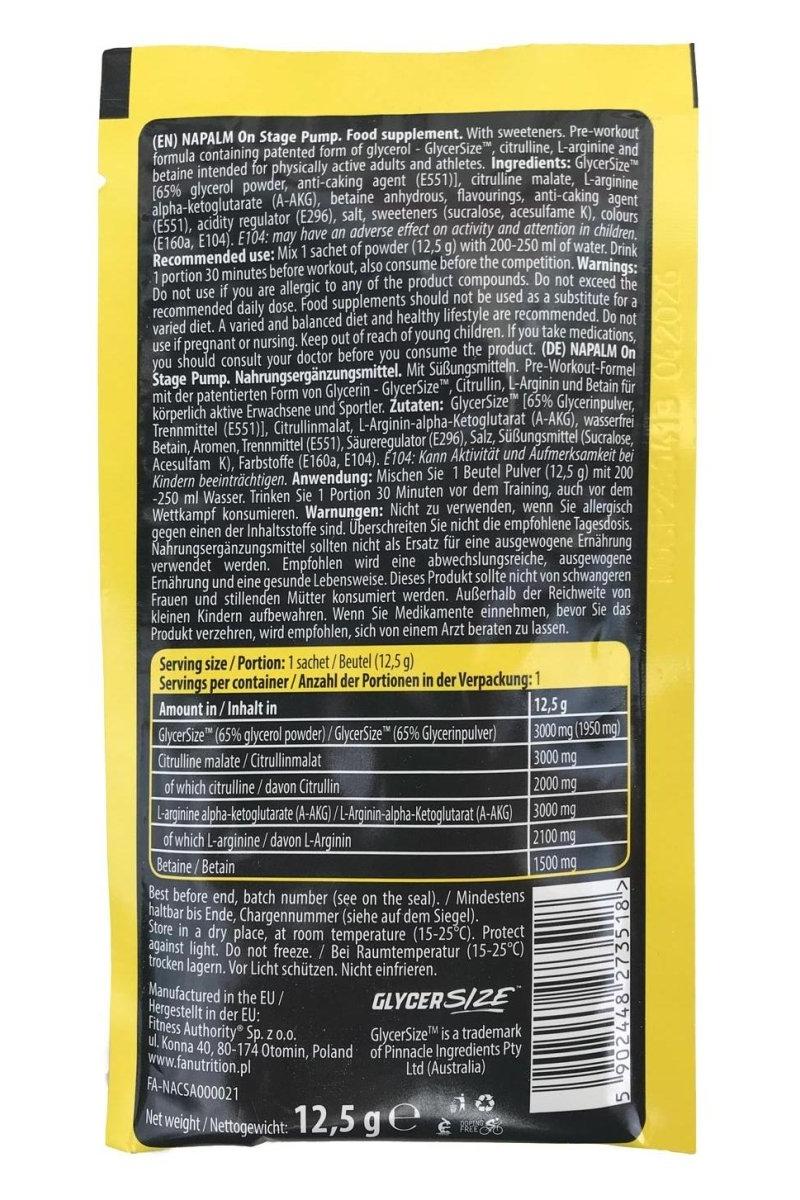 (EN) NAPALM On Stage Pump. Food supplement. With sweeteners. Pre-workout
formula containing patented form of glycerol - GlycerSize™, citrulline, L-arginine and
betaine intended for physically active adults and athletes. Ingredients: GlycerSize™
[65% glycerol powder, anti-caking agent (E551)], citrulline malate, L-arginine
alpha-ketoglutarate (A-AKG), betaine anhydrous, flavourings, anti-caking agent
(E551), acidity regulator (E296), salt, sweeteners (sucralose, acesulfame K), colours
(E160a, E104). E104: may have an adverse effect on activity and attention in children.
Recommended use: Mix 1 sachet of powder (12,5 g) with 200-250 ml of water. Drink
1 portion 30 minutes before workout, also consume before the competition. Warnings:
Do not use if you are allergic to any of the product compounds. Do not exceed the
recommended daily dose. Food supplements should not be used as a substitute for a
varied diet. A varied and balanced diet and healthy lifestyle are recommended. Do not
use if pregnant or nursing. Keep out of reach of young children. If you take medications,
you should consult your doctor before you consume the product. (DE) NAPALM On
Stage Pump. Nahrungsergänzungsmittel. Mit Süßungsmitteln. Pre-Workout-Formel
mit der patentierten Form von Glycerin - GlycerSize™, Citrullin, L-Arginin und Betain für
körperlich aktive Erwachsene und Sportler. Zutaten: GlycerSize™ [65% Glycerinpulver,
Trennmittel (E551)], Citrullinmalat, L-Arginin-alpha-Ketoglutarat (A-AKG), wasserfrei
Betain, Aromen, Trennmittel (E551), Säureregulator (E296), Salz, Süßungsmittel (Sucralose,
Acesulfam K), Farbstoffe (E160a, E104). E104: Kann Aktivität und Aufmerksamkeit bei
Kindern beeinträchtigen. Anwendung: Mischen Sie 1 Beutel Pulver (12,5 g) mit 200
-250 ml Wasser. Trinken Sie 1 Portion 30 Minuten vor dem Training, auch vor dem
Wettkampf konsumieren. Warnungen: Nicht zu verwenden, wenn Sie allergisch
gegen einen der Inhaltsstoffe sind. Überschreiten Sie nicht die empfohlene Tagesdosis.
Nahrungsergänzungsmittel sollten nicht als Ersatz für eine ausgewogene Ernährung
verwendet werden. Empfohlen wird eine abwechslungsreiche, ausgewogene
Ernährung und eine gesunde Lebensweise. Dieses Produkt sollte nicht von schwangeren
Frauen und stillenden Mütter konsumiert werden. Außerhalb der Reichweite von
kleinen Kindern aufbewahren. Wenn Sie Medikamente einnehmen, bevor Sie das
Produkt verzehren, wird empfohlen, sich von einem Arzt beraten zu lassen.
Serving size / Portion: 1 sachet / Beutel (12,5 g)
Servings per container / Anzahl der Portionen in der Verpackung: 1
Amount in / Inhalt in 12,5 g
GlycerSize™ (65% glycerol powder) / GlycerSize™ (65% Glycerinpulver) 3000 mg (1950 mg)
Citrulline malate / Citrullinmalat 3000 mg
of which citrulline / davon Citrullin 2000 mg
L-arginine alpha-ketoglutarate (A-AKG) / L-Arginin-alpha-Ketoglutarat (A-AKG) 3000 mg
of which L-arginine / davon L-Arginin 2100 mg
Betaine / Betain 1500 mg
Best before end, batch number (see on the seal). / Mindestens
haltbar bis Ende, Chargennummer (siehe auf dem Siegel).
Store in a dry place, at room temperature (15-25°C). Protect
against light. Do not freeze. / Bei Raumtemperatur (15-25°C)
trocken lagern. Vor Licht schützen. Nicht einfrieren.
Manufactured in the EU /
Hergestellt in der EU:
Fitness Authority® Sp. z o.o.
ul. Konna 40, 80-174 Otomin, Poland
www.fanutrition.pl
FA-NACSA000021
GLYCERSIZE™
GlycerSize™ is a trademark
of Pinnacle Ingredients Pty
Ltd (Australia)
Net weight / Nettogewicht: 12,5 g e
DOPING
FREE
5 902448 273518 >
042026